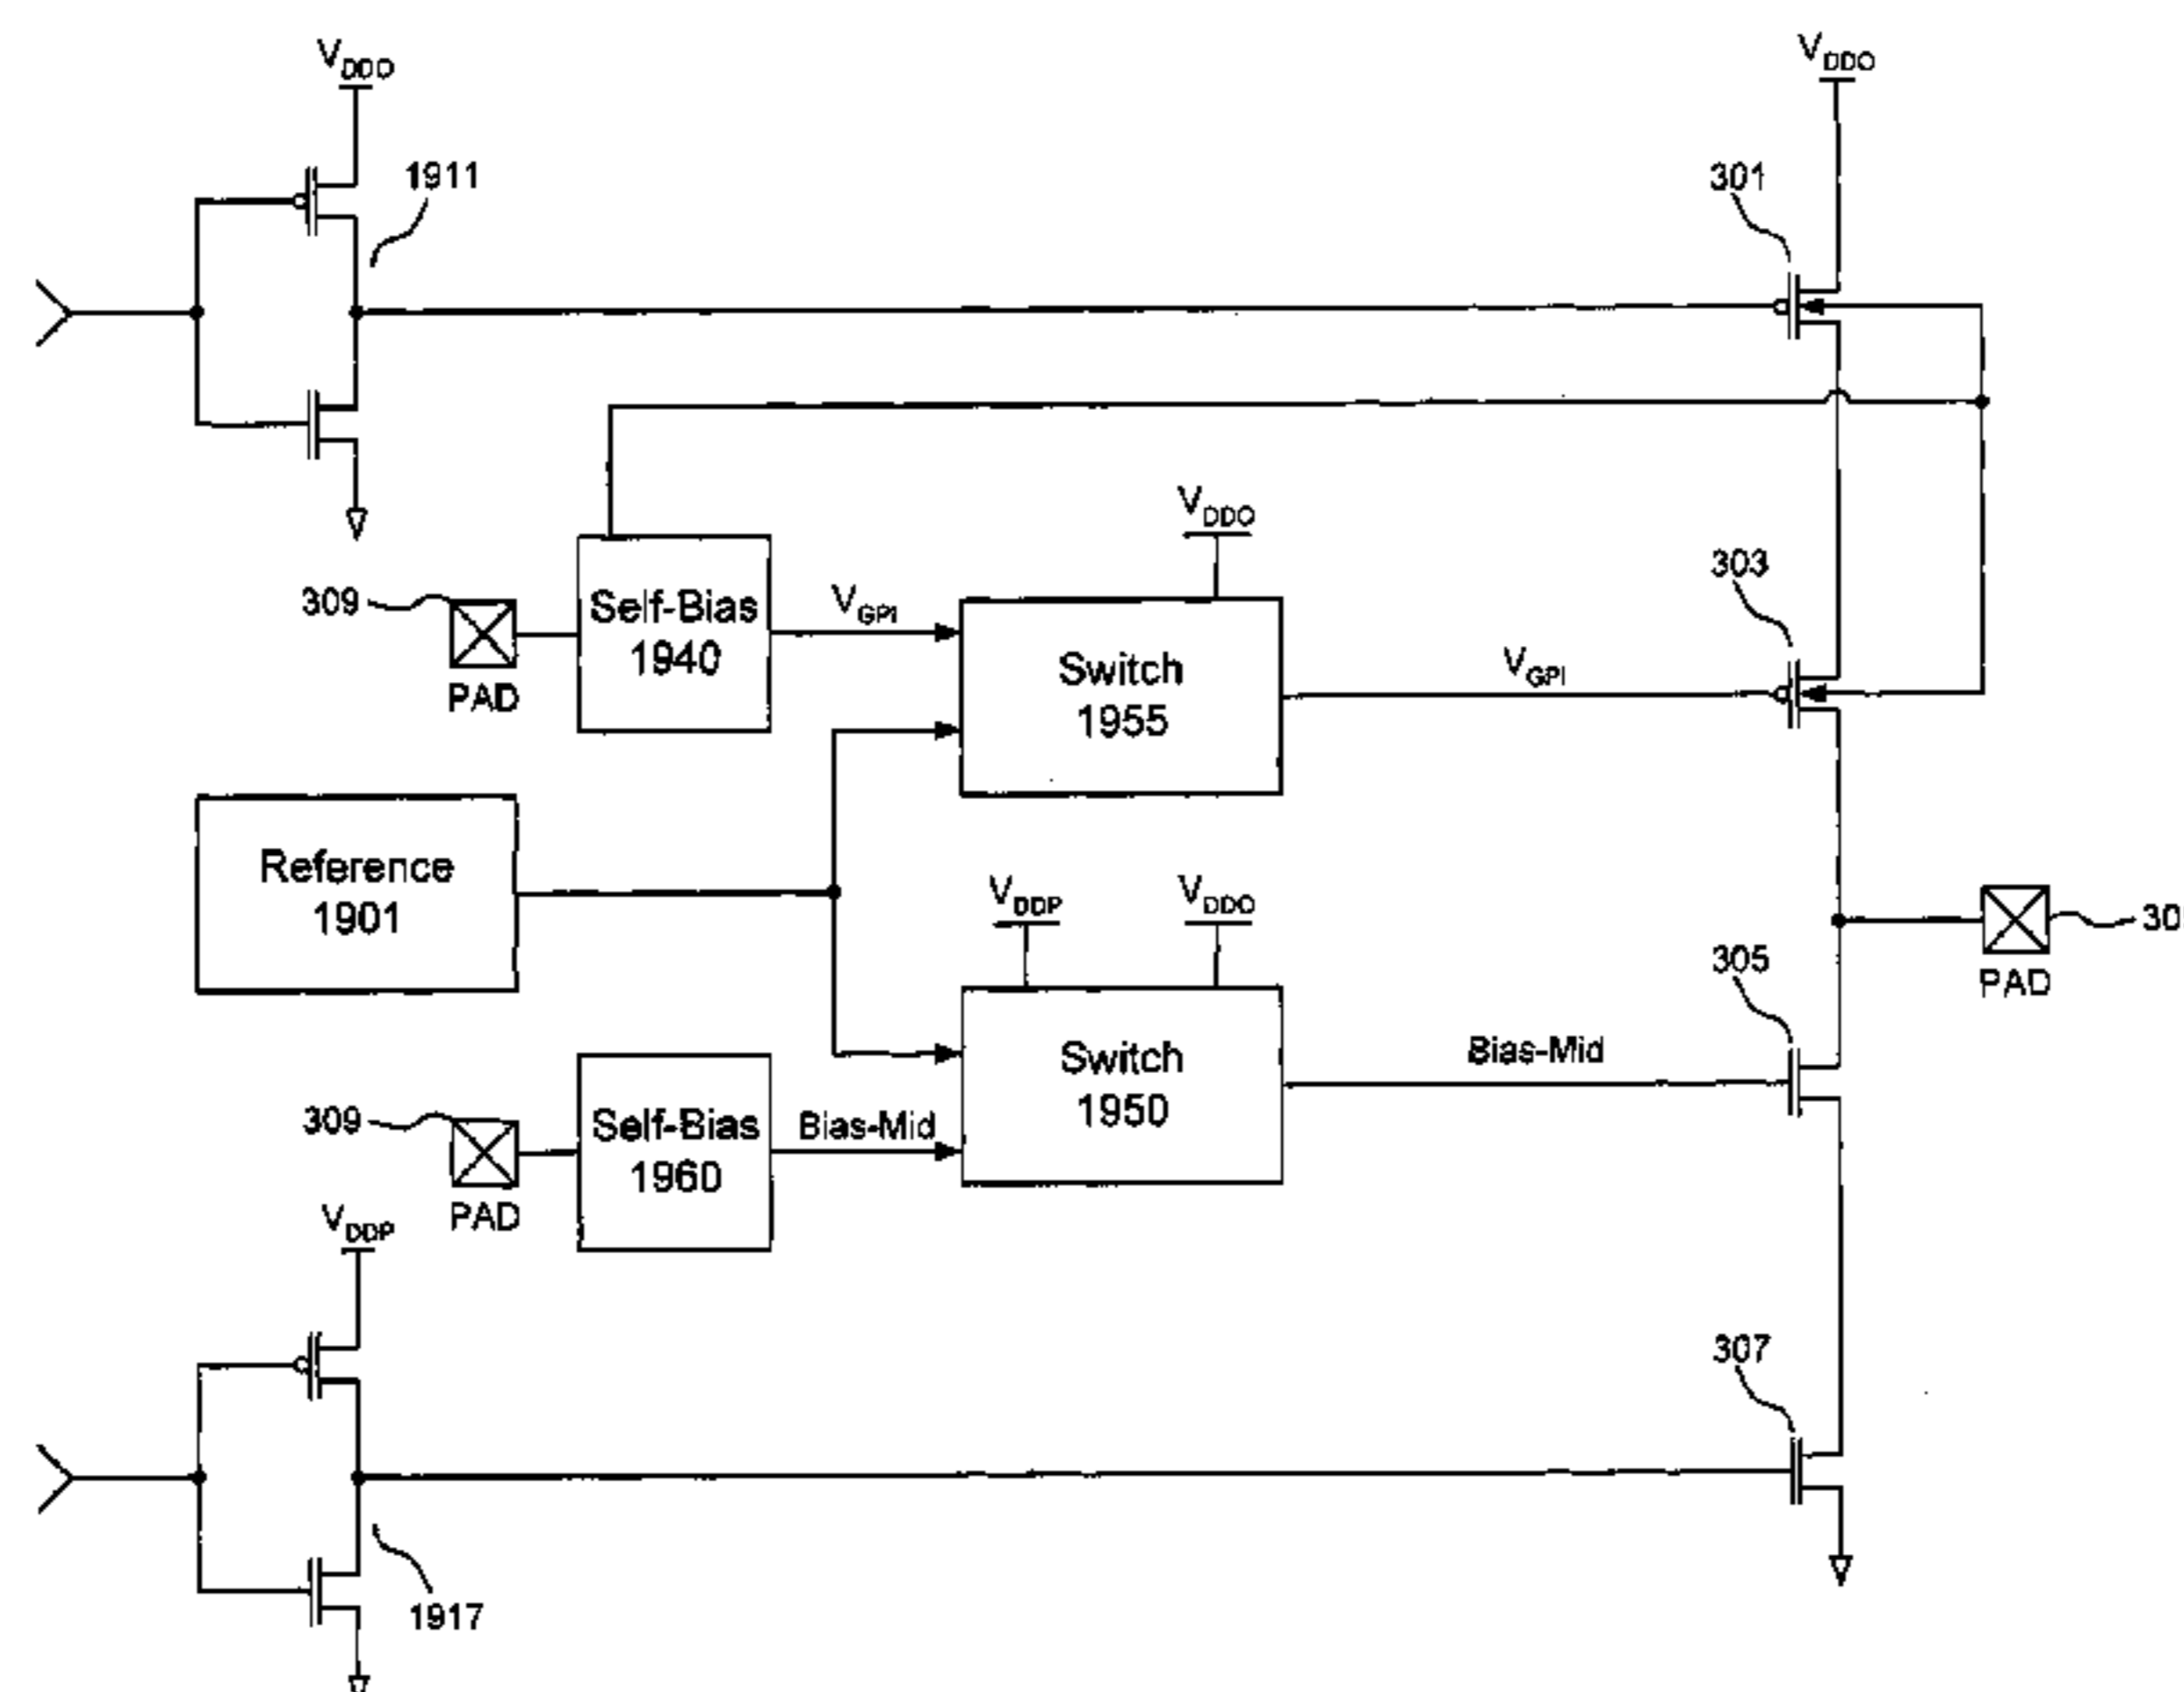 VDDO
VDDO
1911
301
VDDO
303
309
PAD
Self-Bias
1940
VGPI
Switch
1955
VGPI
Reference
1901
VDDP
VDDO
30
PAD
305
Switch
1950
Bias-Mid
309
PAD
Self-Bias
1960
Bias-Mid
VDDP
307
1917